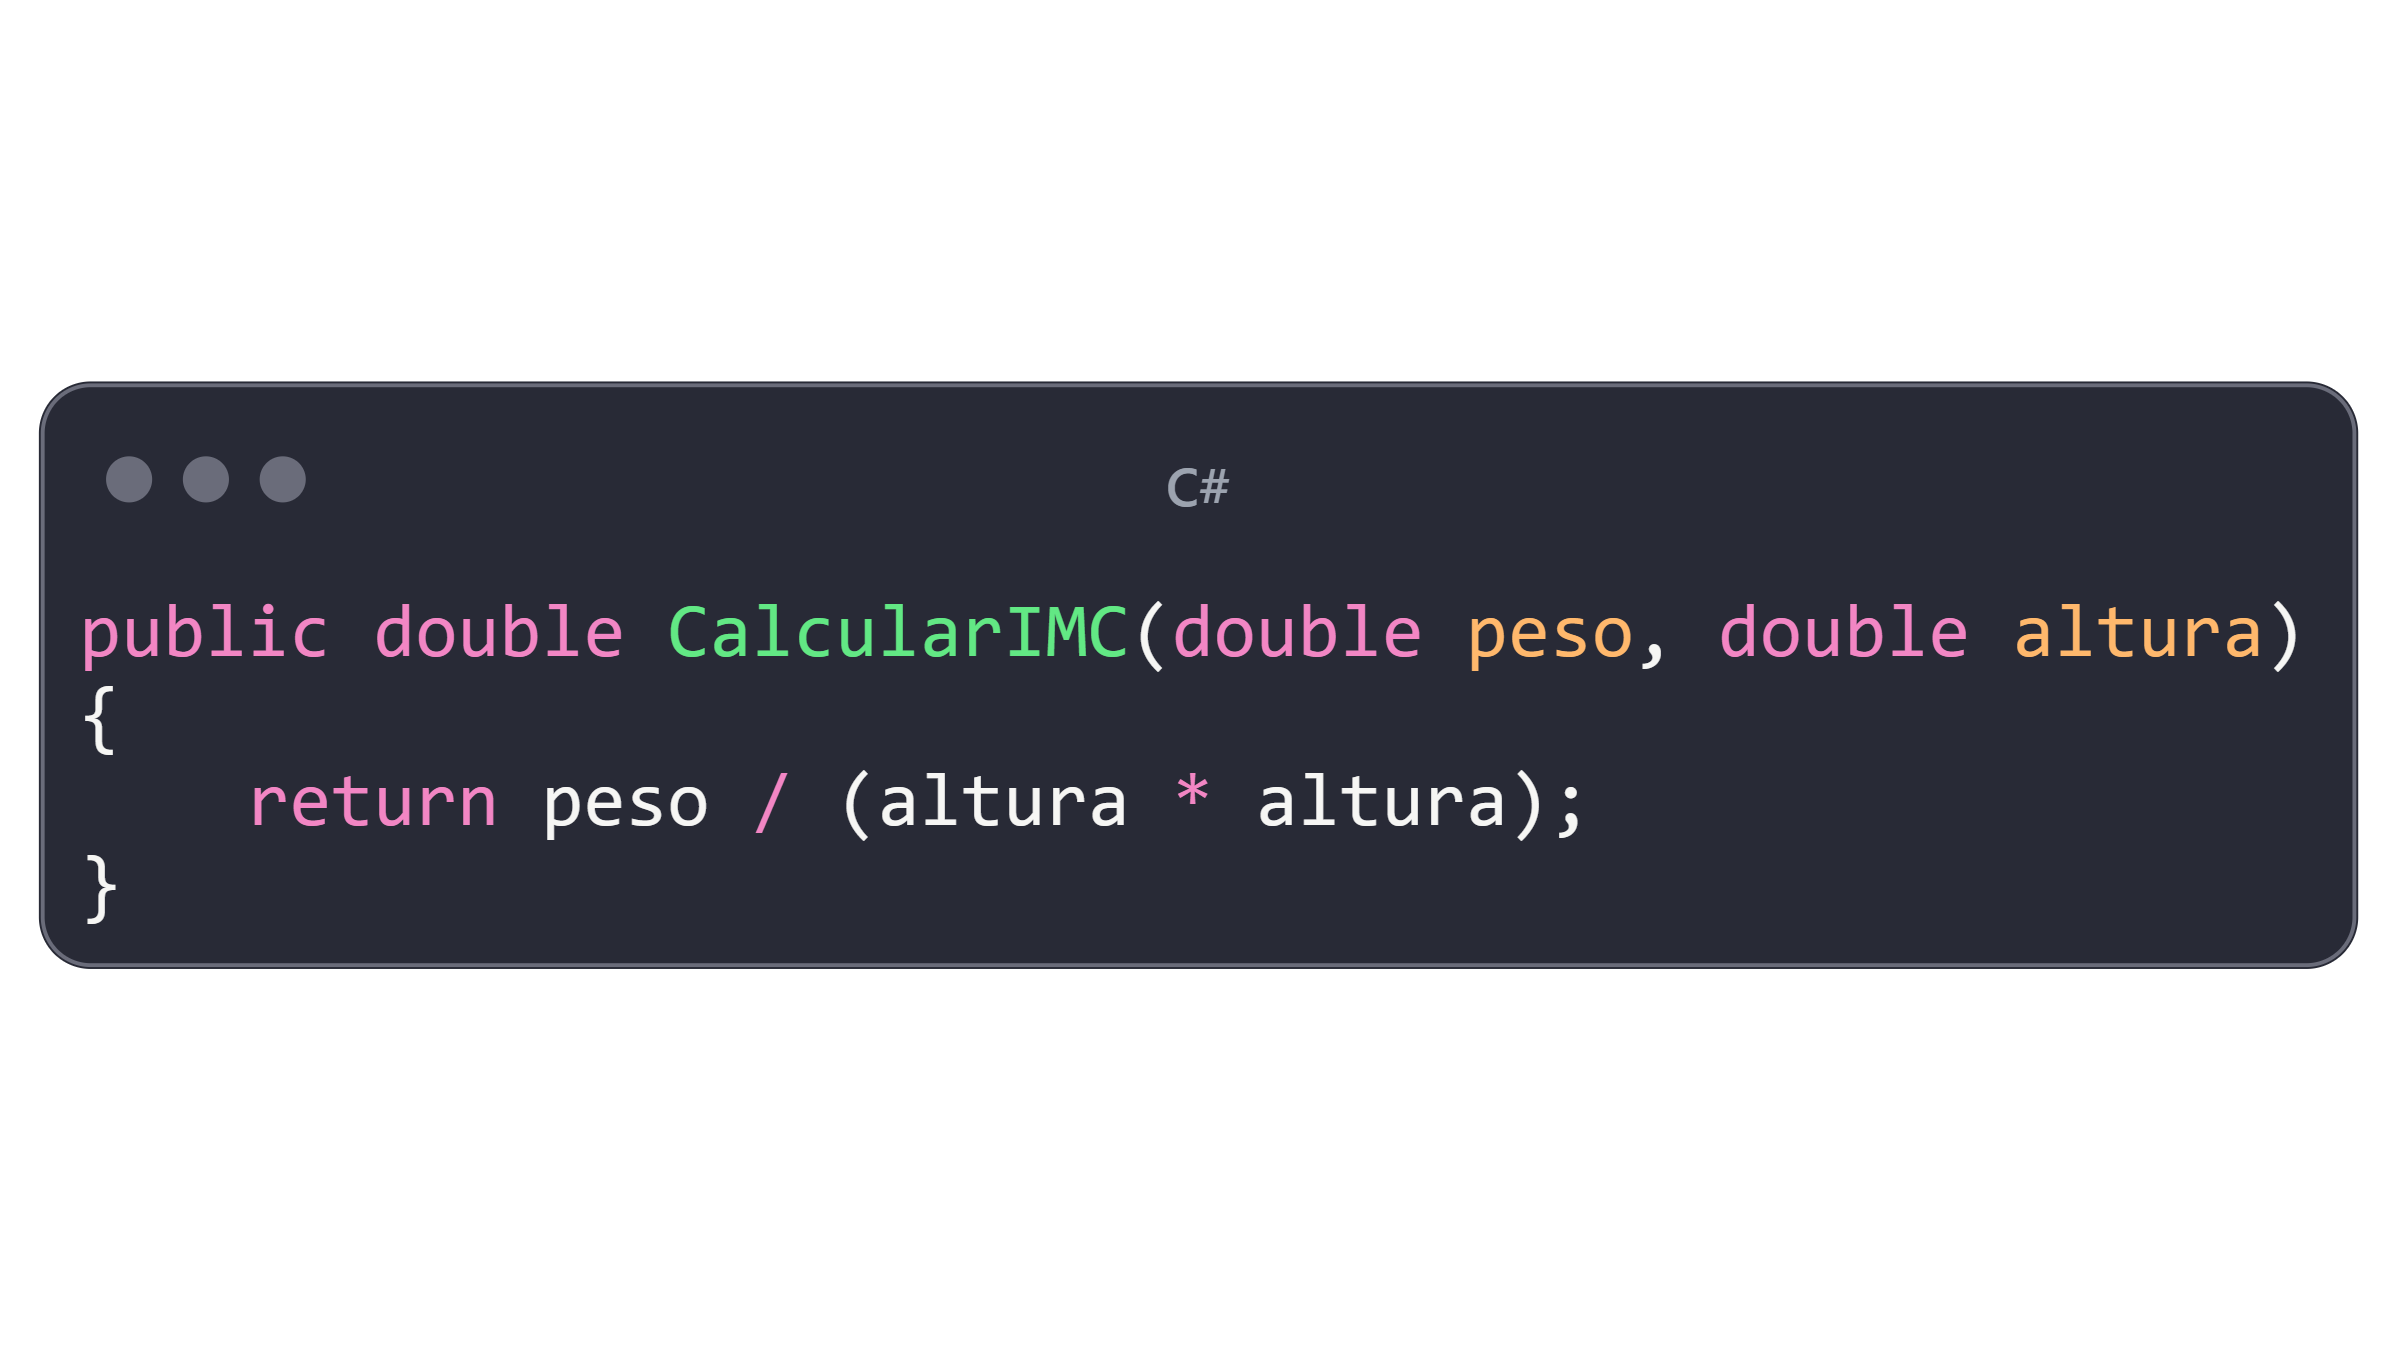 C#
public double CalcularIMC(double peso, double altura)
{
    return peso / (altura * altura);
}